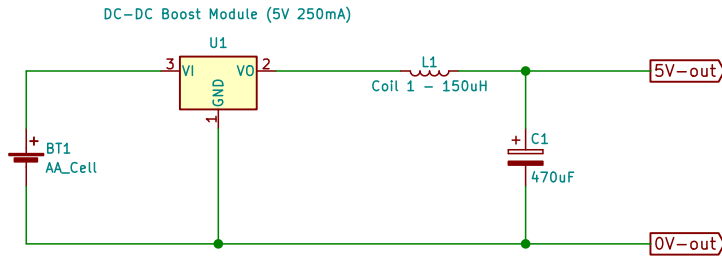 DC-DC Boost Module (5V 250mA)
U1
3 VI VO 2
GND
1
L1
Coil 1 - 150uH
5V-out
+ BT1
AA_Cell
+ C1
470uF
0V-out